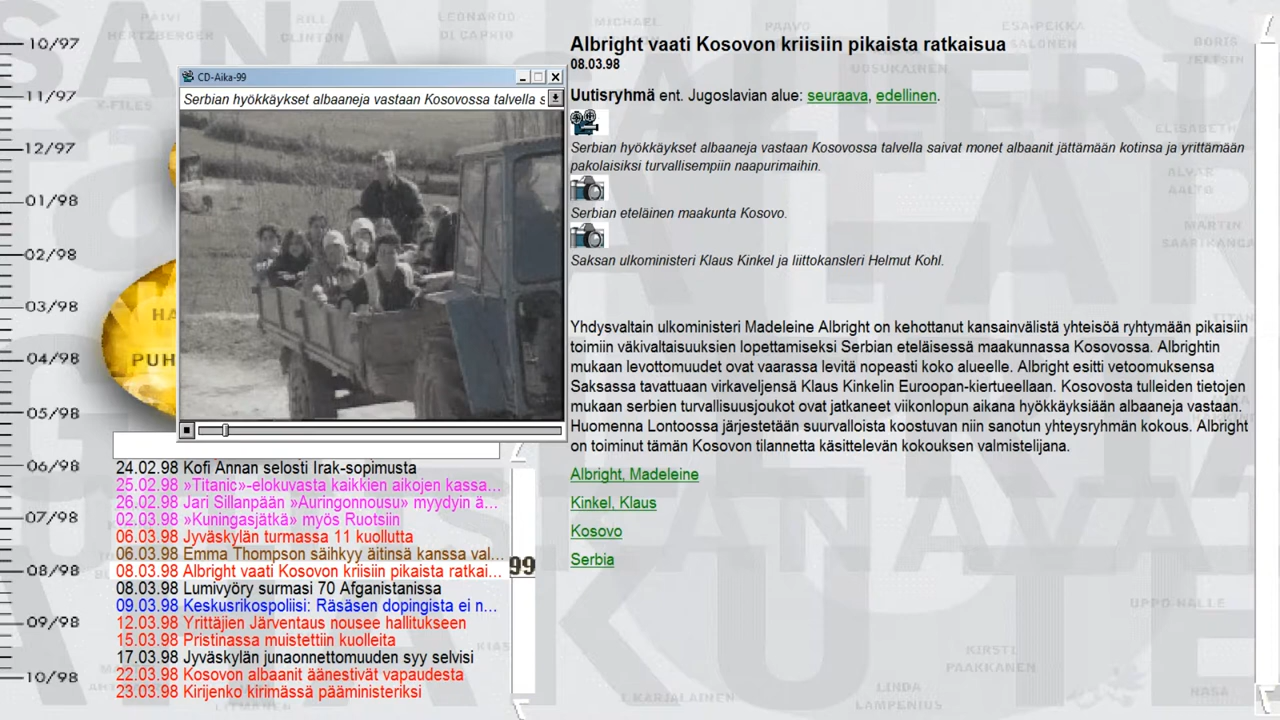 10/97
11/97
12/97
01/98
02/98
03/98
04/98
05/98
06/98
07/98
08/98
09/98
10/98
CD-Aika-99
Serbian hyökkäykset albaaneja vastaan Kosovossa talvella s
HA
PUH
24.02.98 Kofi Annan selosti Irak-sopimusta
25.02.98 »Titanic»-elokuvasta kaikkien aikojen kassa...
26.02.98 Jari Sillanpään »Auringonnousu» myydyin ä...
02.03.98 »Kuningasjätkä» myös Ruotsiin
06.03.98 Jyväskylän turmassa 11 kuollutta
06.03.98 Emma Thompson säihkyy äitinsä kanssa val...
08.03.98 Albright vaati Kosovon kriisiin pikaista ratkai...
08.03.98 Lumivyöry surmasi 70 Afganistanissa
09.03.98 Keskusrikospoliisi: Räsäsen dopingista ei n...
12.03.98 Yrittäjien Järventaus nousee hallitukseen
15.03.98 Pristinassa muistettiin kuolleita
17.03.98 Jyväskylän junaonnettomuuden syy selvisi
22.03.98 Kosovon albaanit äänestivät vapaudesta
23.03.98 Kirijenko kirimässä pääministeriksi
99
Albright vaati Kosovon kriisiin pikaista ratkaisua
08.03.98
Uutisryhmä ent. Jugoslavian alue: seuraava, edellinen.
Serbian hyökkäykset albaaneja vastaan Kosovossa talvella saivat monet albaanit jättämään kotinsa ja yrittämään
pakolaisiksi turvallisempiin naapurimaihin.
Serbian eteläinen maakunta Kosovo.
Saksan ulkoministeri Klaus Kinkel ja liittokansleri Helmut Kohl.
Yhdysvaltain ulkoministeri Madeleine Albright on kehottanut kansainvälistä yhteisöä ryhtymään pikaisiin
toimiin väkivaltaisuuksien lopettamiseksi Serbian eteläisessä maakunnassa Kosovossa. Albrightin
mukaan levottomuudet ovat vaarassa levitä nopeasti koko alueelle. Albright esitti vetoomuksensa
Saksassa tavattuaan virkaveljensä Klaus Kinkelin Euroopan-kiertueellaan. Kosovosta tulleiden tietojen
mukaan serbien turvallisuusjoukot ovat jatkaneet viikonlopun aikana hyökkäyksiään albaaneja vastaan.
Huomenna Lontoossa järjestetään suurvalloista koostuvan niin sanotun yhteysryhmän kokous. Albright
on toiminut tämän Kosovon tilannetta käsittelevän kokouksen valmistelijana.
Albright, Madeleine
Kinkel, Klaus
Kosovo
Serbia